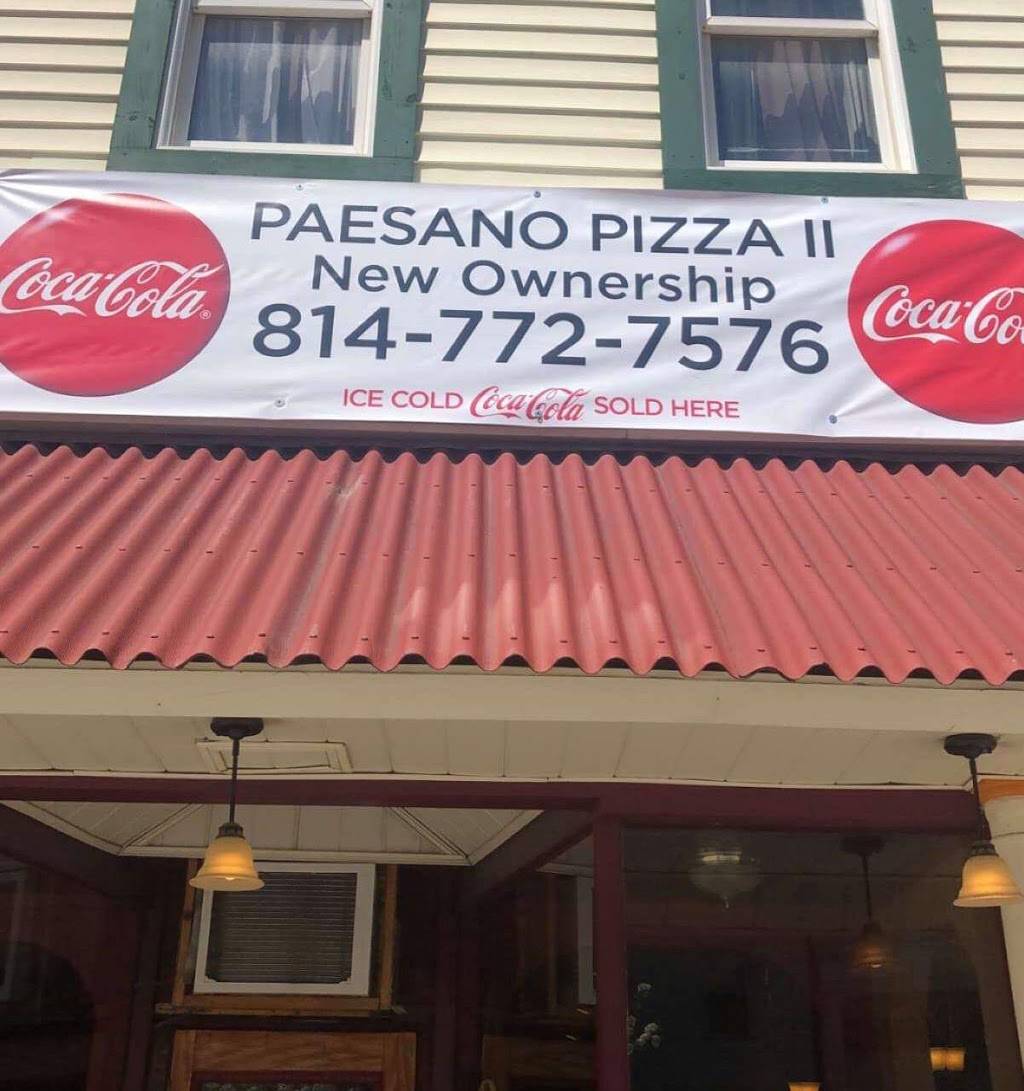 Coca-Cola®
PAESANO PIZZA II
New Ownership
814-772-7576
ICE COLD Coca-Cola SOLD HERE
Coca-Co